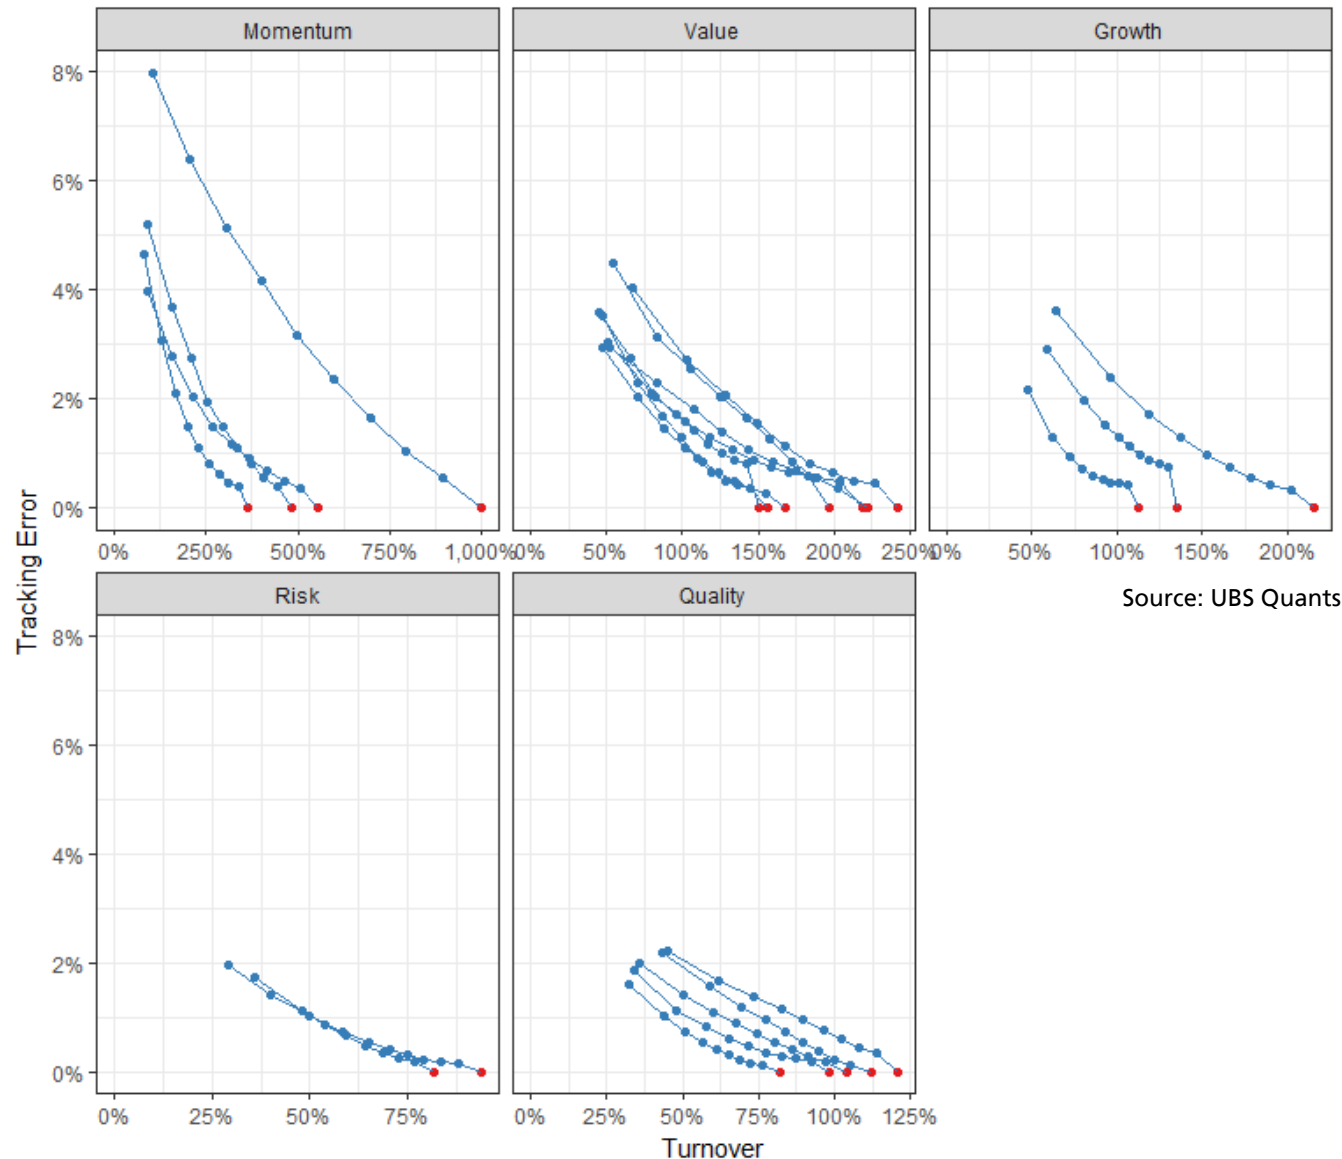 Momentum Value Growth
8%
6%
4%
2%
0%
0% 250% 500% 750% 1,000% 0% 50% 100% 150% 200% 250% 0% 50% 100% 150% 200%
Tracking Error
Risk Quality
Source: UBS Quants
8%
6%
4%
2%
0%
0% 25% 50% 75% 0% 25% 50% 75% 100% 125%
Turnover